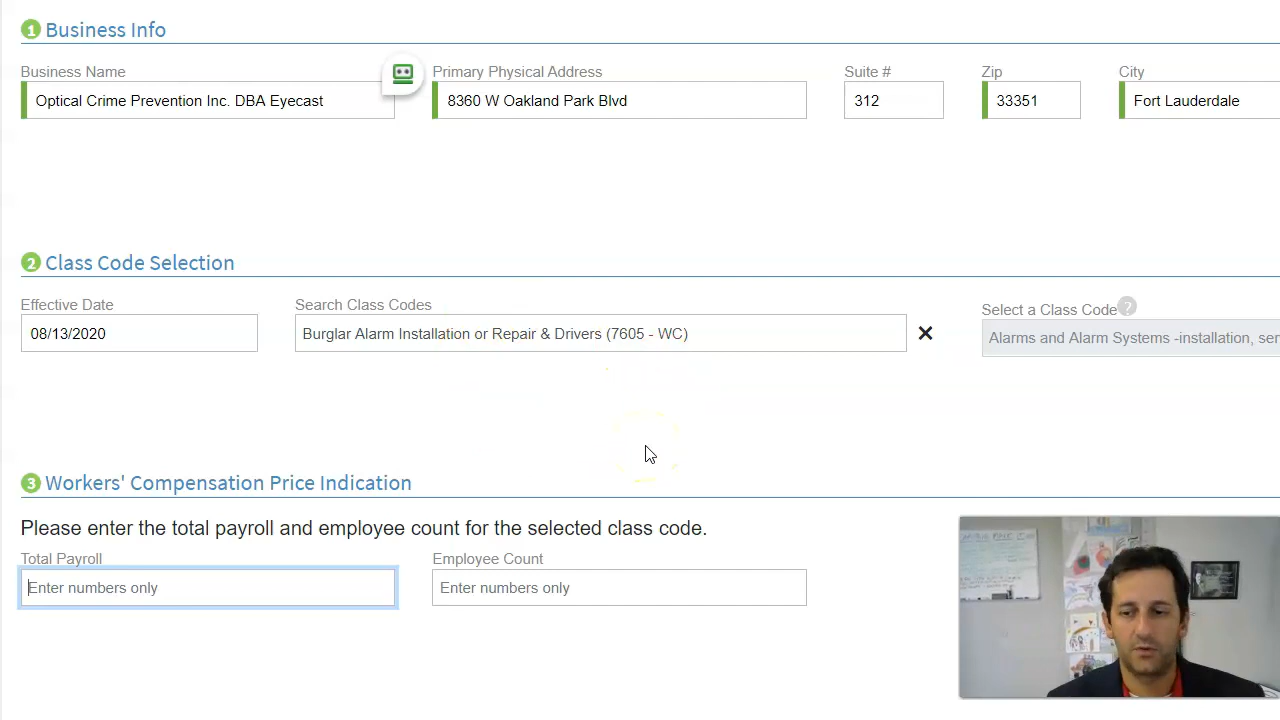 1 Business Info
Business Name
Primary Physical Address
Suite #
Zip
City
Optical Crime Prevention Inc. DBA Eyecast
8360 W Oakland Park Blvd
312
33351
Fort Lauderdale
2 Class Code Selection
Effective Date
Search Class Codes
Select a Class Code ?
08/13/2020
Burglar Alarm Installation or Repair & Drivers (7605 - WC)
Alarms and Alarm Systems -installation, ser
3 Workers' Compensation Price Indication
Please enter the total payroll and employee count for the selected class code.
Total Payroll
Employee Count
Enter numbers only
Enter numbers only